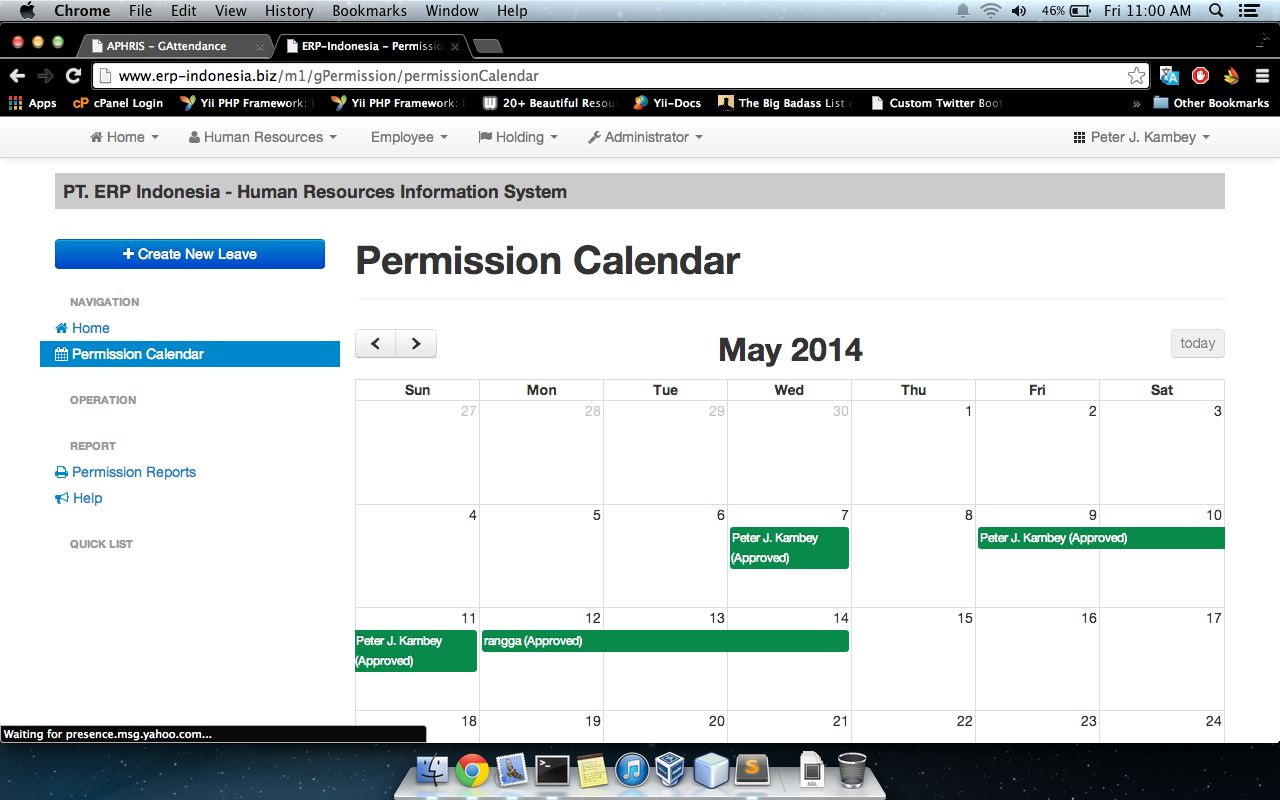 Chrome File Edit View History Bookmarks Window Help 46% Fri 11:00 AM
APHRIS - GAttendance ERP-Indonesia - Permissio
www.erp-indonesia.biz/m1/gPermission/permissionCalendar
Apps cPanel Login Yii PHP Framework: Yii PHP Framework: 20+ Beautiful Resou Yii-Docs The Big Badass List Custom Twitter Boot » Other Bookmarks
Home Human Resources Employee Holding Administrator Peter J. Kambey
PT. ERP Indonesia - Human Resources Information System
+ Create New Leave
NAVIGATION
Home
Permission Calendar
OPERATION
REPORT
Permission Reports
Help
QUICK LIST
Permission Calendar
May 2014 today
Sun Mon Tue Wed Thu Fri Sat
27 28 29 30 1 2 3
4 5 6 7 8 9 10
Peter J. Kambey Peter J. Kambey (Approved)
(Approved)
11 12 13 14 15 16 17
Peter J. Kambey rangga (Approved)
(Approved)
18 19 20 21 22 23 24
Waiting for presence.msg.yahoo.com...
SQL